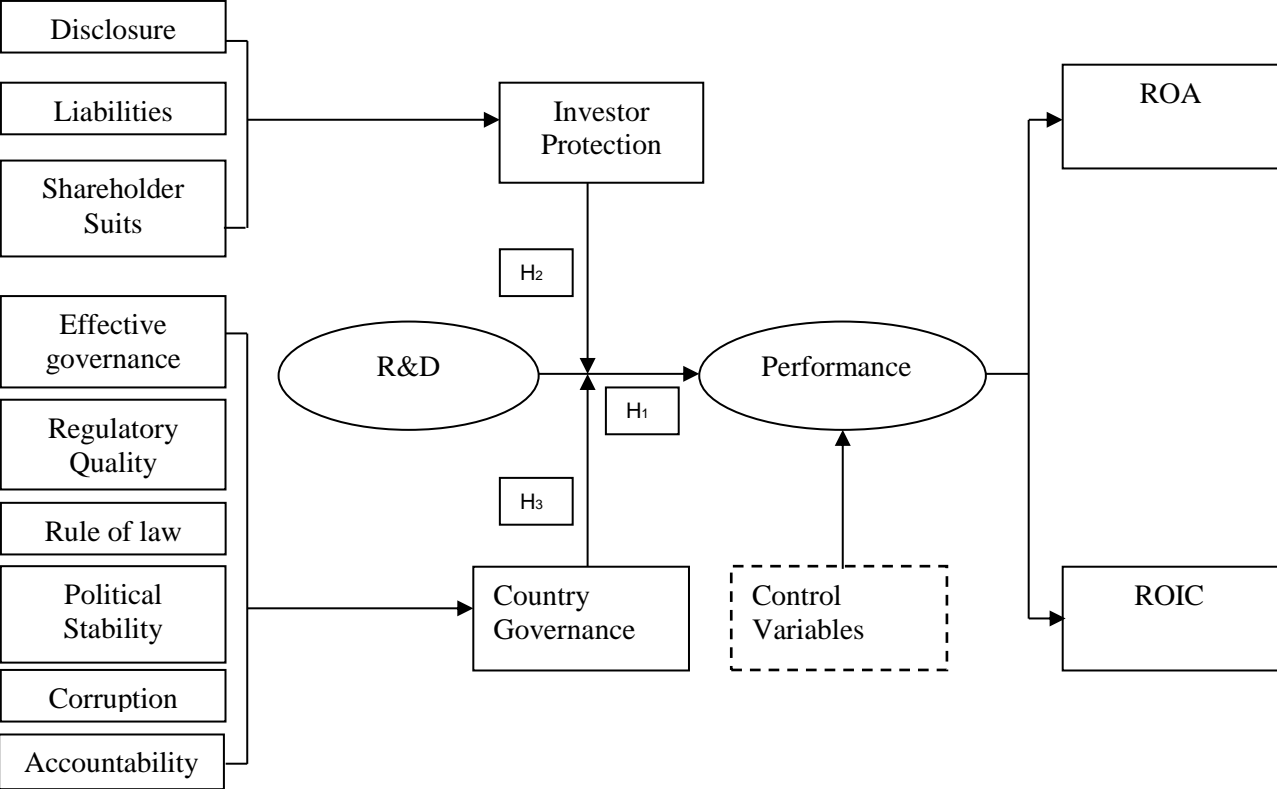 Disclosure
Liabilities
Shareholder
Suits
Effective
governance
Regulatory
Quality
Rule of law
Political
Stability
Corruption
Accountability
Investor
Protection
H2
R&D
H1
H3
Country
Governance
Performance
Control
Variables
ROA
ROIC